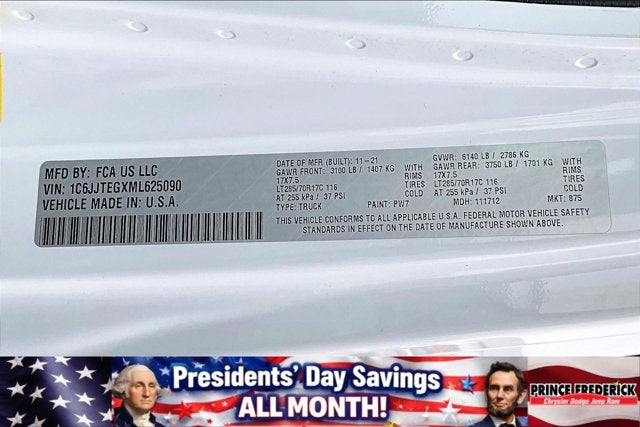 MFD BY: FCA US LLC
VIN: 1C6JJTEGXML625090
VEHICLE MADE IN U.S.A.
DATE OF MFR (BUILT): 11-21
GAWR FRONT: 3100 LB / 1407 KG WITH
17X7.5 RIMS
LT285/70R17C 116 TIRES
AT 255 kPa / 37 PSI COLD
TYPE: TRUCK PAINT: PW7
GVWR: 6140 LB / 2786 KG
GAWR REAR: 3750 LB / 1701 KG WITH
17X7.5 RIMS
LT285/70R17C 116 TIRES
AT 255 kPa / 37 PSI COLD
MDH: 111712 MKT: 875
THIS VEHICLE CONFORMS TO ALL APPLICABLE U.S.A. FEDERAL MOTOR VEHICLE SAFETY
STANDARDS IN EFFECT ON THE DATE OF MANUFACTURE SHOWN ABOVE.
Presidents' Day Savings
ALL MONTH!
PRINCE FREDERICK
Chrysler Dodge Jeep Ram